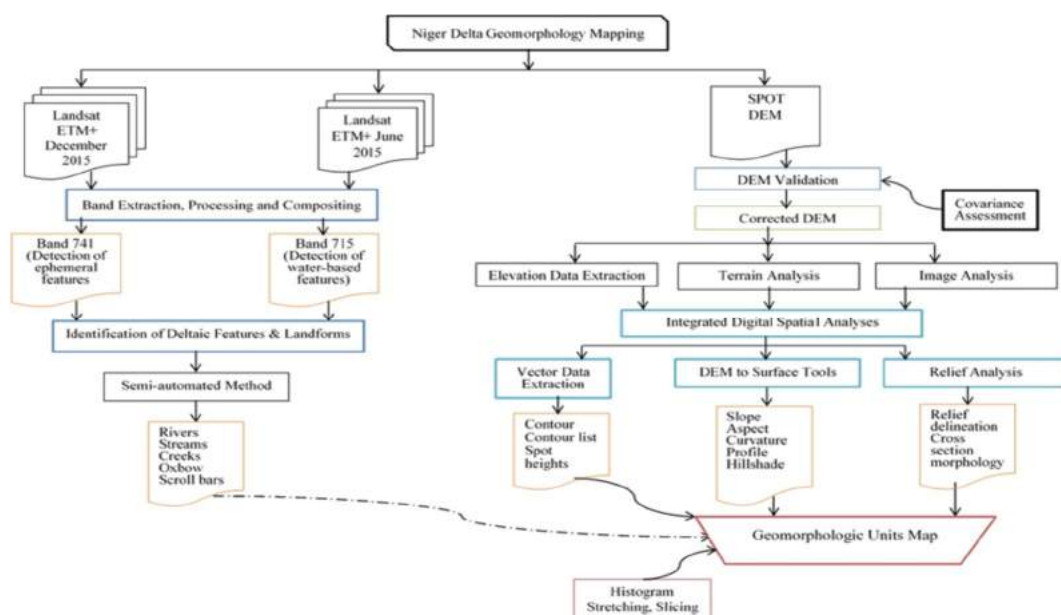 Niger Delta Geomorphology Mapping
Landsat
ETM+
December
2015
Landsat
ETM+ June
2015
SPOT
DEM
DEM Validation
Covariance
Assessment
Band Extraction, Processing and Compositing
Corrected DEM
Band 741
(Detection of
ephemeral
features
Band 715
(Detection of
water-based
features)
Elevation Data Extraction
Terrain Analysis
Image Analysis
Identification of Deltaic Features & Landforms
Integrated Digital Spatial Analyses
Semi-automated Method
Vector Data
Extraction
DEM to Surface Tools
Relief Analysis
Rivers
Streams
Creeks
Oxbow
Scroll bars
Contour
Contour list
Spot
heights
Slope
Aspect
Curvature
Profile
Hillshade
Relief
delineation
Cross
section
morphology
Geomorphologic Units Map
Histogram
Stretching, Slicing